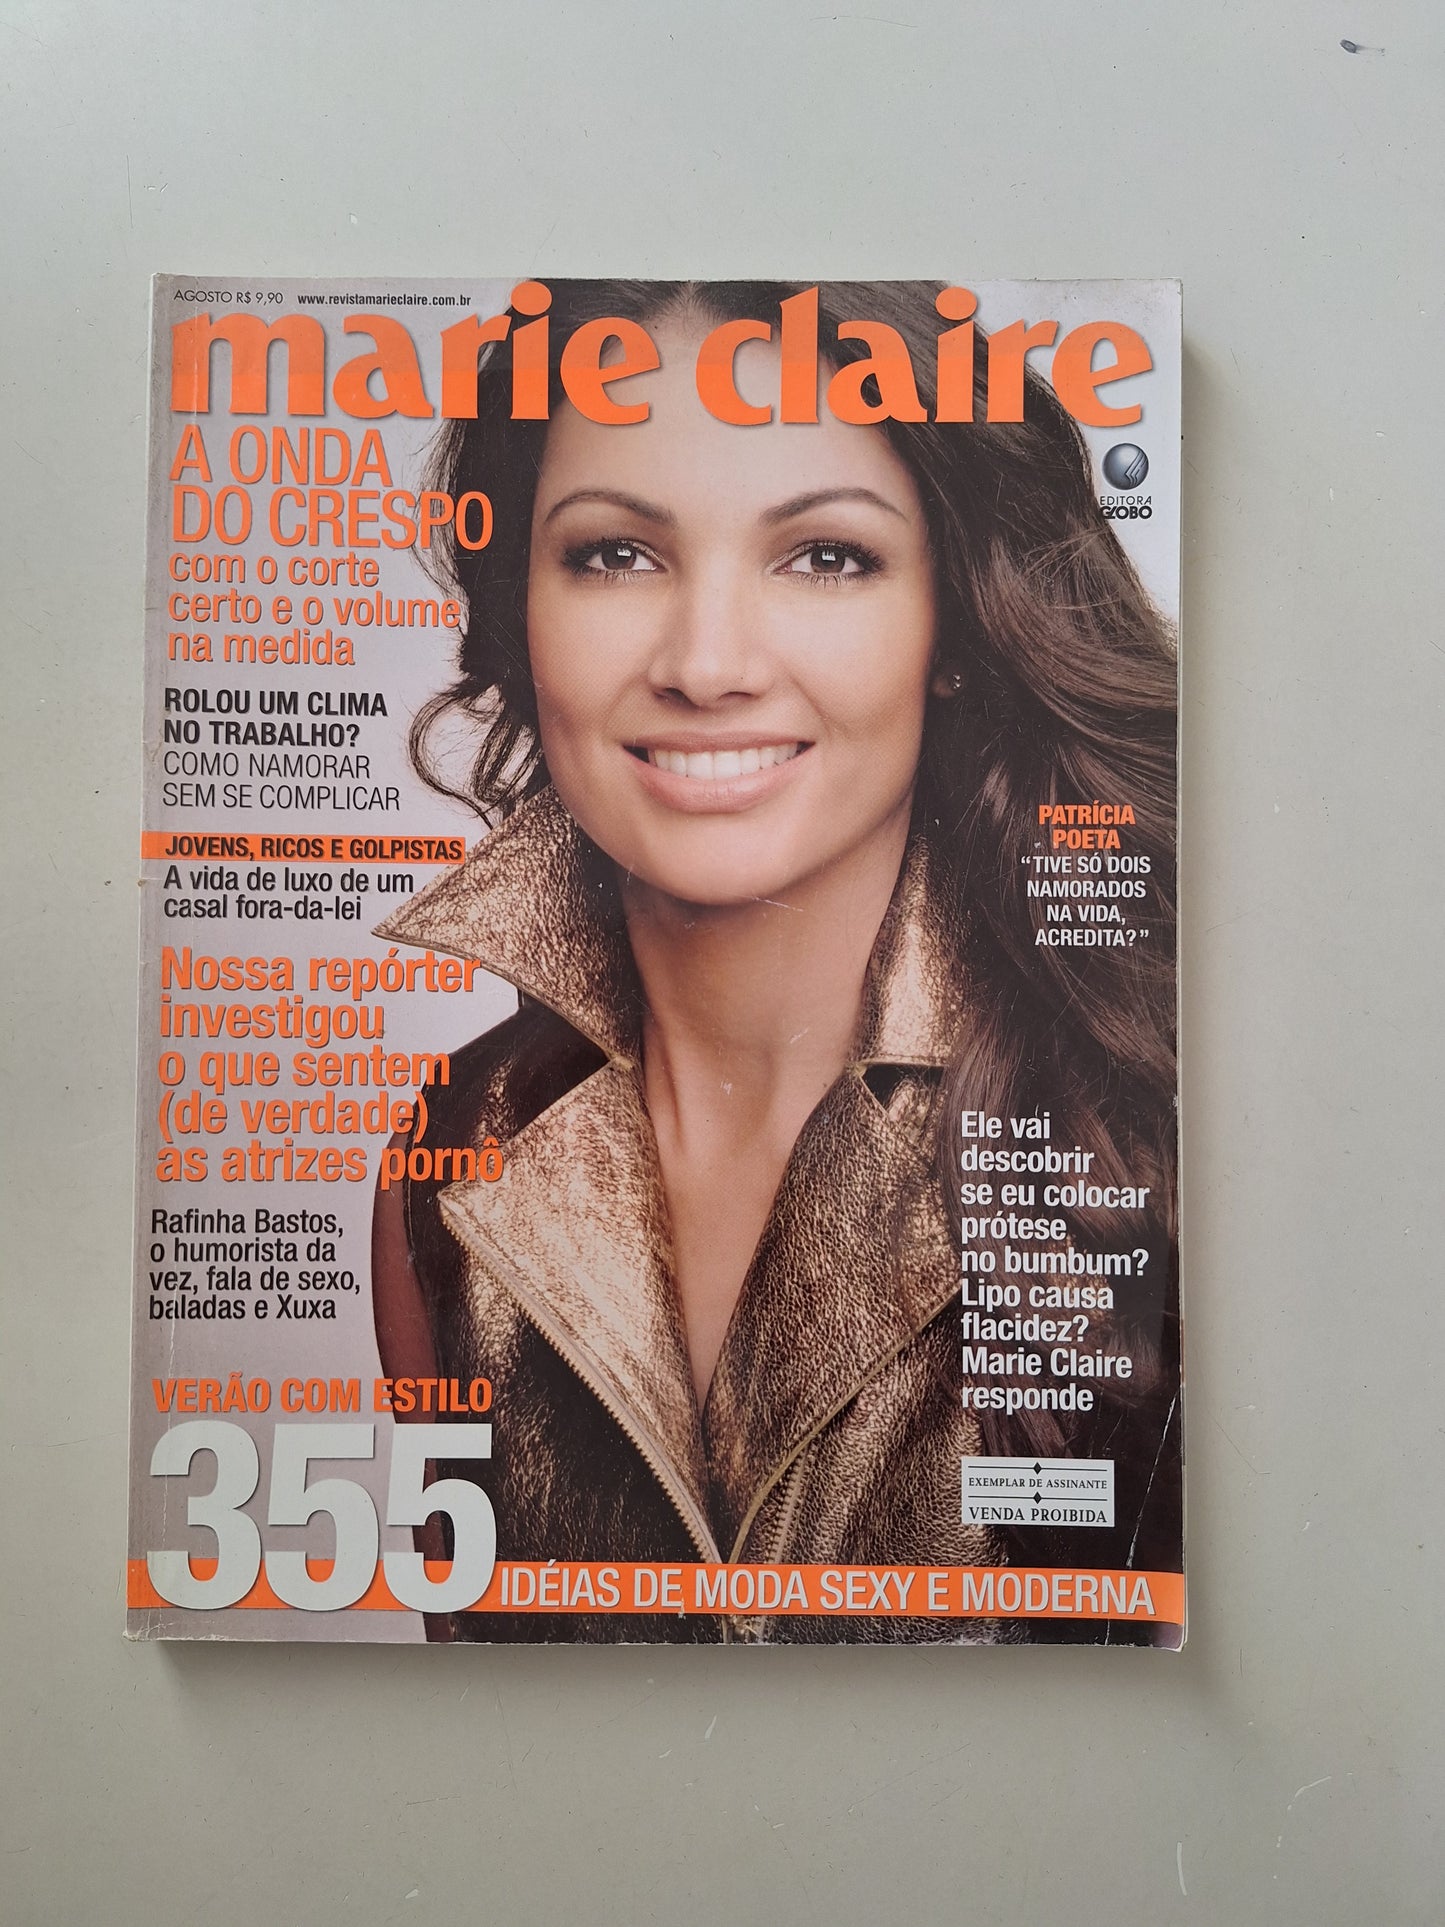 AGOSTO R$ 9,90 www.revistamarieclaire.com.br
marie claire
EDITORA
GLOBO
A ONDA
DO CRESPO
com o corte
certo e o volume
na medida
ROLOU UM CLIMA
NO TRABALHO?
COMO NAMORAR
SEM SE COMPLICAR
JOVENS, RICOS E GOLPISTAS
A vida de luxo de um
casal fora-da-lei
PATRÍCIA
POETA
“TIVE SÓ DOIS
NAMORADOS
NA VIDA,
ACREDITA?”
Nossa repórter
investigou
o que sentem
(de verdade)
as atrizes pornô
Rafinha Bastos,
o humorista da
vez, fala de sexo,
baladas e Xuxa
Ele vai
descobrir
se eu colocar
prótese
no bumbum?
Lipo causa
flacidez?
Marie Claire
responde
EXEMPLAR DE ASSINANTE
VENDA PROIBIDA
VERÃO COM ESTILO
355
IDÉIAS DE MODA SEXY E MODERNA